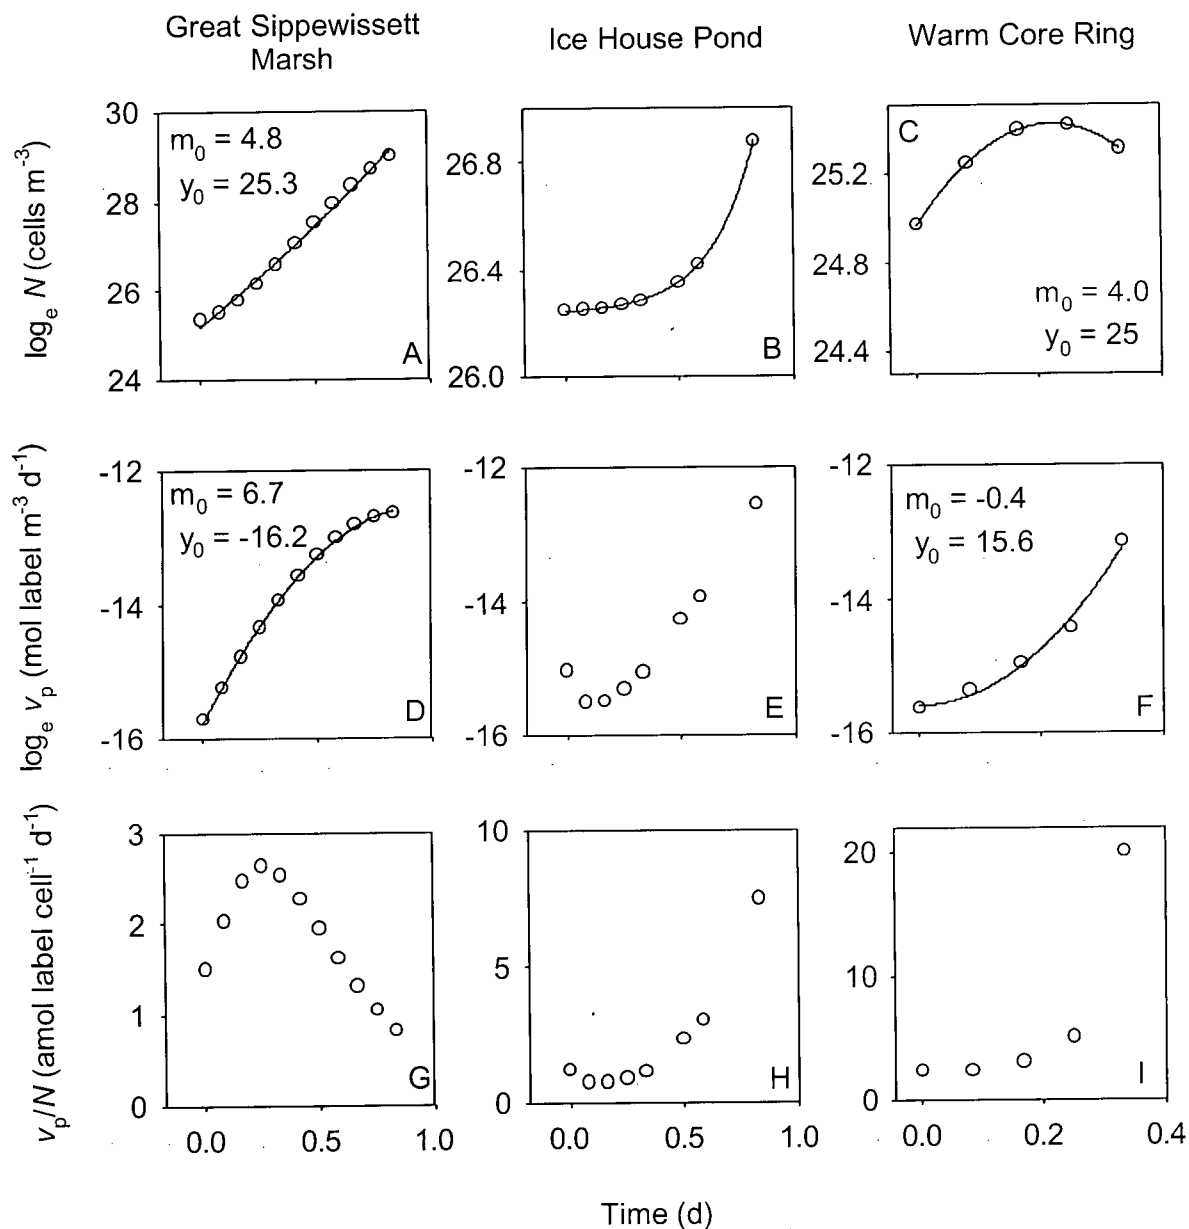 Great Sippewissett
Marsh
Ice House Pond
Warm Core Ring
logₑ N (cells m⁻³)
30
28
26
24
m₀ = 4.8
y₀ = 25.3
A
26.8
26.4
26.0
B
25.2
24.8
24.4
C
m₀ = 4.0
y₀ = 25
logₑ vₚ (mol label m⁻³ d⁻¹)
-12
-14
-16
m₀ = 6.7
y₀ = -16.2
D
-12
-14
-16
E
-12
-14
-16
m₀ = -0.4
y₀ = 15.6
F
vₚ/N (amol label cell⁻¹ d⁻¹)
3
2
1
0
G
0.0 0.5 1.0
10
5
0
H
0.0 0.5 1.0
20
10
0
I
0.0 0.2 0.4
Time (d)